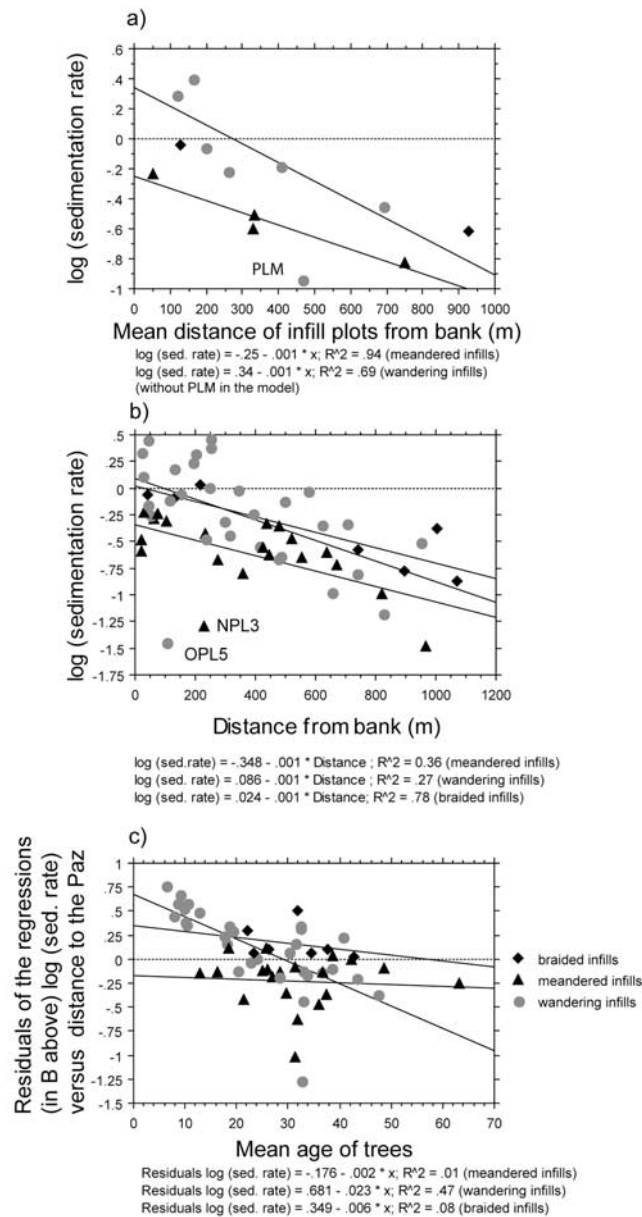 a)
log (sedimentation rate)
.6
.4
.2
0
-.2
-.4
-.6
-.8
-1
PLM
0 100 200 300 400 500 600 700 800 900 1000
Mean distance of infill plots from bank (m)
log (sed. rate) = -.25 - .001 * x; R^2 = .94 (meandered infills)
log (sed. rate) = .34 - .001 * x; R^2 = .69 (wandering infills)
(without PLM in the model)
b)
log (sedimentation rate)
.5
.25
0
-.25
-.5
-.75
-1
-1.25
-1.5
-1.75
NPL3
OPL5
0 200 400 600 800 1000 1200
Distance from bank (m)
log (sed.rate) = -.348 - .001 * Distance ; R^2 = 0.36 (meandered infills)
log (sed. rate) = .086 - .001 * Distance ; R^2 = .27 (wandering infills)
log (sed. rate) = .024 - .001 * Distance; R^2 = .78 (braided infills)
c)
Residuals of the regressions
(in B above) log (sed. rate)
versus distance to the Paz
1
.75
.5
.25
0
-.25
-.5
-.75
-1
-1.25
-1.5
0 10 20 30 40 50 60 70
Mean age of trees
braided infills
meandered infills
wandering infills
Residuals log (sed. rate) = -.176 - .002 * x; R^2 = .01 (meandered infills)
Residuals log (sed. rate) = .681 - .023 * x; R^2 = .47 (wandering infills)
Residuals log (sed. rate) = .349 - .006 * x; R^2 = .08 (braided infills)